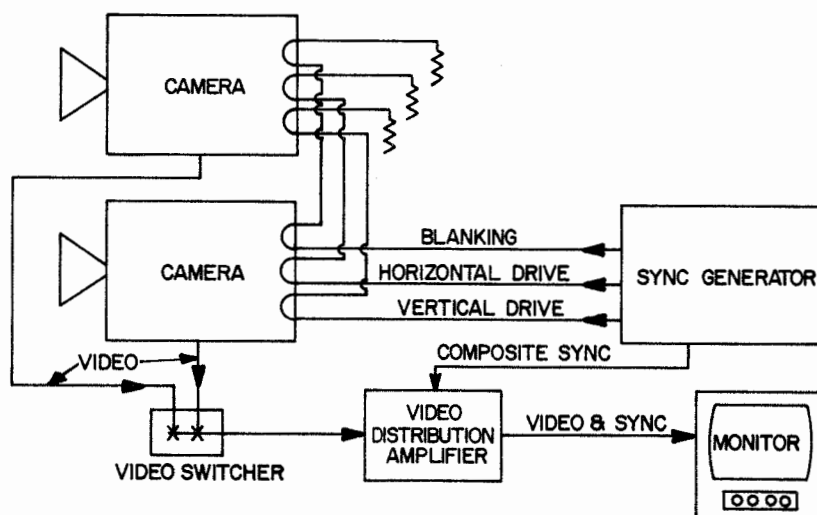 CAMERA
CAMERA
BLANKING
HORIZONTAL DRIVE
VERTICAL DRIVE
SYNC GENERATOR
COMPOSITE SYNC
VIDEO
VIDEO SWITCHER
VIDEO
DISTRIBUTION
AMPLIFIER
VIDEO & SYNC
MONITOR